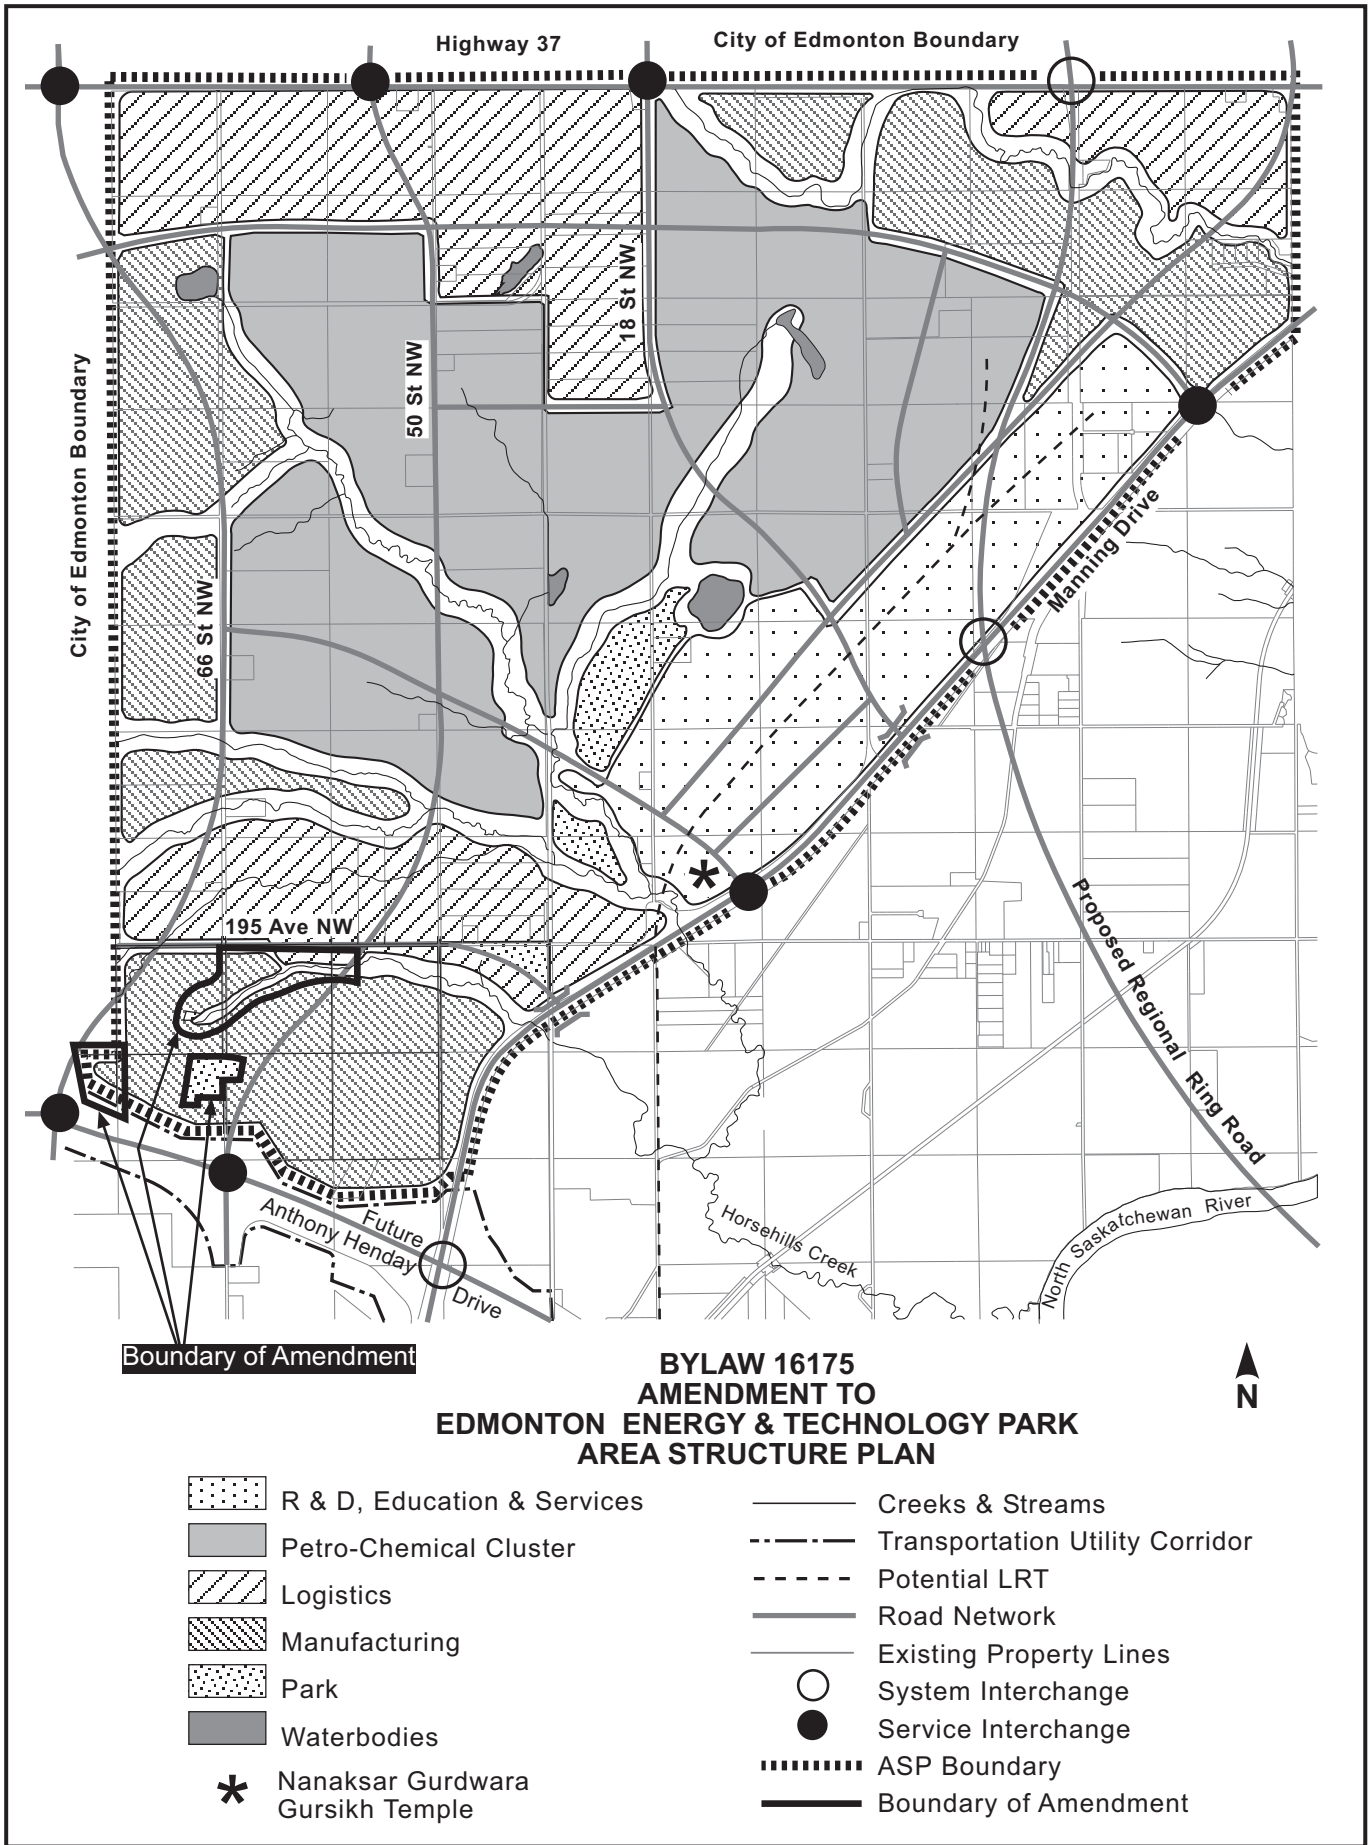 Highway 37
City of Edmonton Boundary
18 St NW
50 St NW
City of Edmonton Boundary
66 St NW
Manning Drive
195 Ave NW
Proposed Regional Ring Road
Future
Anthony Henday
Drive
Horsehills Creek
North Saskatchewan River
Boundary of Amendment
BYLAW 16175
AMENDMENT TO
EDMONTON ENERGY & TECHNOLOGY PARK
AREA STRUCTURE PLAN
N
R & D, Education & Services
Petro-Chemical Cluster
Logistics
Manufacturing
Park
Waterbodies
Nanaksar Gurdwara
Gursikh Temple
Creeks & Streams
Transportation Utility Corridor
Potential LRT
Road Network
Existing Property Lines
System Interchange
Service Interchange
ASP Boundary
Boundary of Amendment